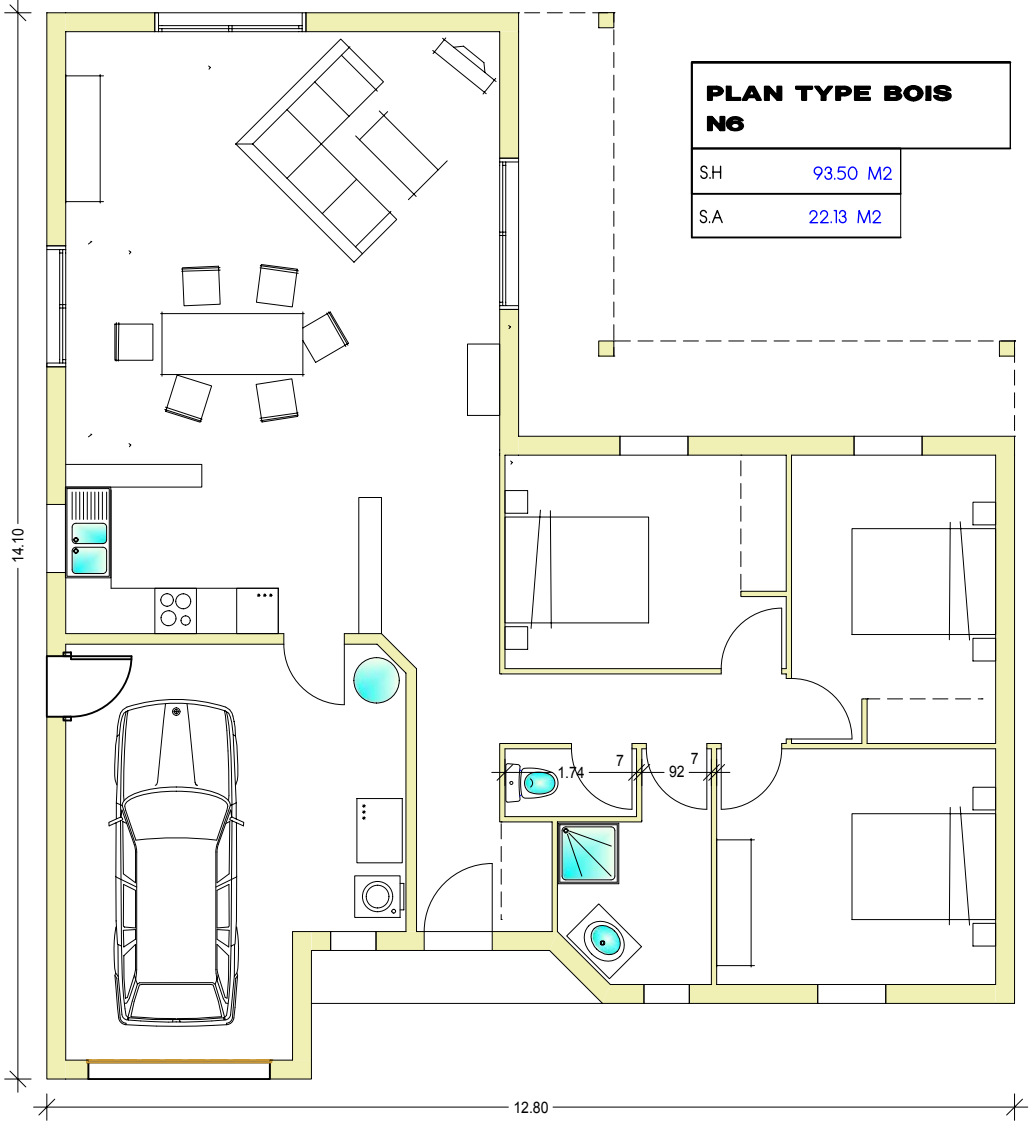 PLAN TYPE BOIS
N6
S.H 93.50 M2
S.A 22.13 M2
14.10
1.74 7 92 7
12.80